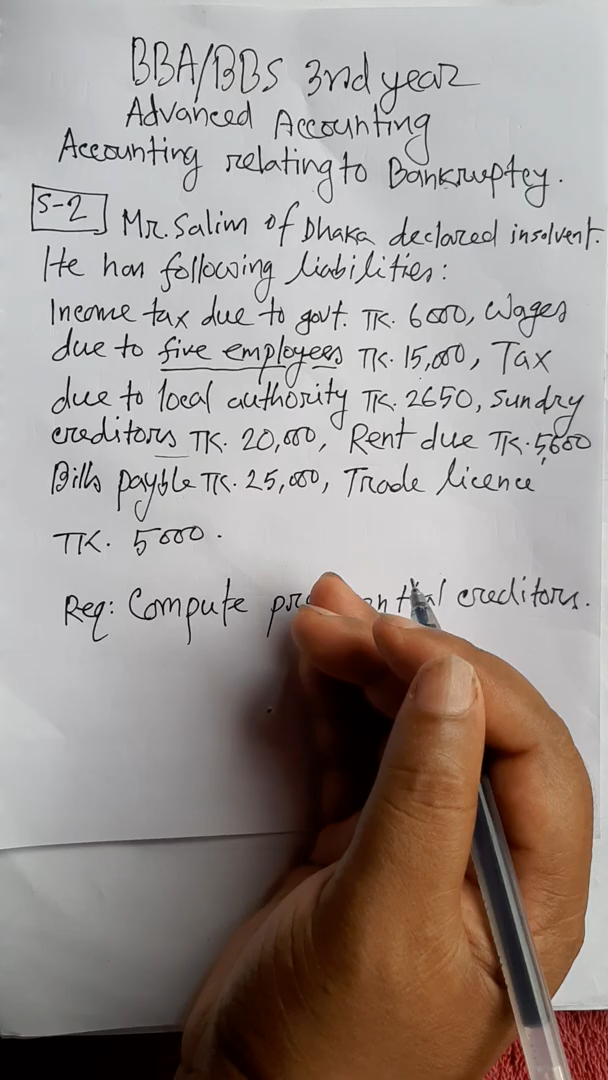 BBA/BBS 3rd year
Advanced Accounting
Accounting relating to Bankruptcy.
S-2 Mr. Salim of Dhaka declared insolvent.
He has following liabilities:
Income tax due to govt. TK. 6000, Wages
due to five employees TK. 15,000, Tax
due to local authority TK. 2650, Sundry
creditors TK. 20,000, Rent due TK.
Bills payble TK. 25,000, Trade licence
TK. 5000.
Req: Compute creditors.